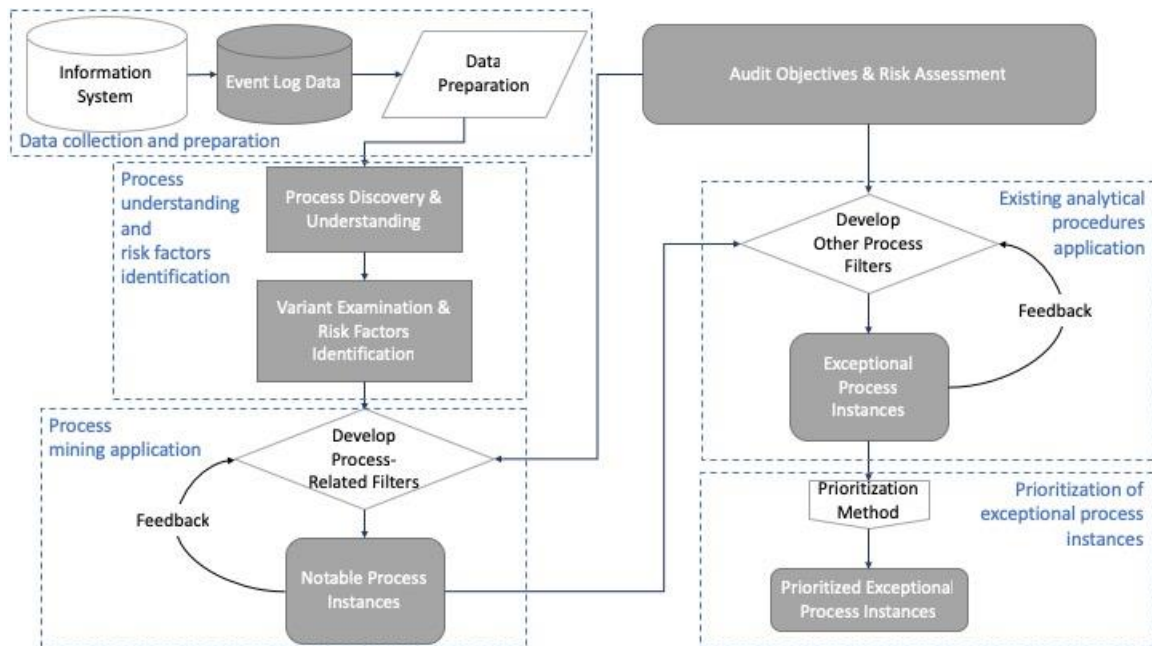 Information
System
Event Log Data
Data
Preparation
Data collection and preparation
Audit Objectives & Risk Assessment
Process
understanding
and
risk factors
identification
Process Discovery &
Understanding
Variant Examination &
Risk Factors
Identification
Process
mining application
Develop
Process-
Related Filters
Feedback
Notable Process
Instances
Existing analytical
procedures
application
Develop
Other Process
Filters
Feedback
Exceptional
Process
Instances
Prioritization
Method
Prioritization of
exceptional process
instances
Prioritized Exceptional
Process Instances